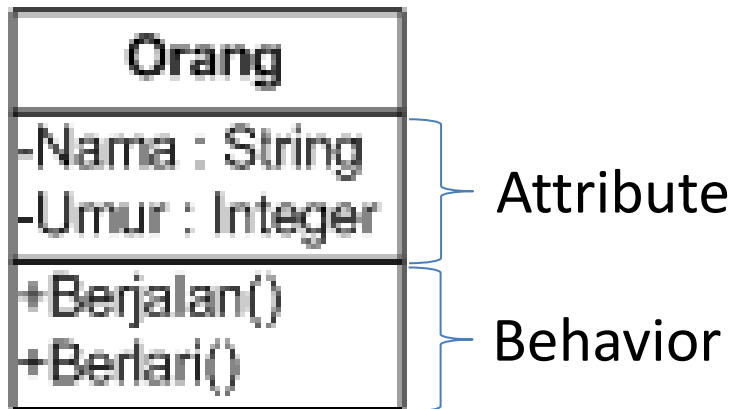 Orang
-Nama : String
-Umur : Integer
Attribute
+Berjalan()
+Berlari()
Behavior